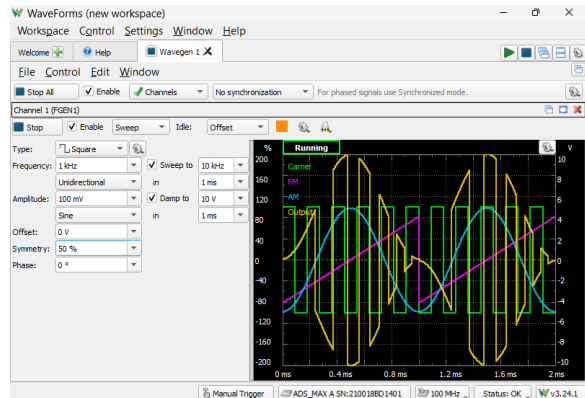 WaveForms (new workspace)
Workspace Control Settings Window Help
Welcome Help Wavegen 1 X
File Control Edit Window
Stop All Enable Channels No synchronization For phased signals use Synchronized mode.
Channel 1 (FGEN1)
Stop Enable Sweep Idle: Offset
Type: Square
Frequency: 1 kHz Sweep to 10 kHz
Unidirectional in 1 ms
Amplitude: 100 mV Damp to 10 V
Sine in 1 ms
Offset: 0 V
Symmetry: 50 %
Phase: 0 °
% Running V
200 Carrier 10
160 FM 8
120 AM 6
80 Output 4
40 2
0 0
-40 -2
-80 -4
-120 -6
-160 -8
-200 -10
0 ms 0.4 ms 0.8 ms 1.2 ms 1.6 ms 2 ms
Manual Trigger ADS_MAX A SN:210018BD1401 100 MHz Status: OK v3.24.1